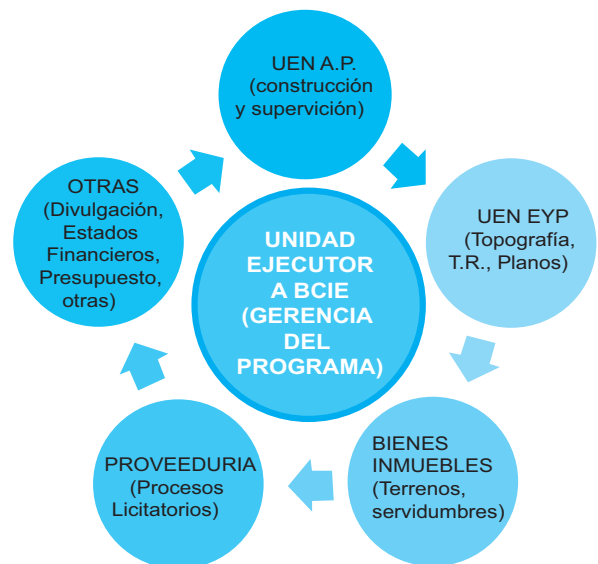 UEN A.P.
(construcción
y supervición)
UEN EYP
(Topografía,
T.R., Planos)
BIENES
INMUEBLES
(Terrenos,
servidumbres)
PROVEEDURIA
(Procesos
Licitatorios)
OTRAS
(Divulgación,
Estados
Financieros,
Presupuesto,
otras)
UNIDAD
EJECUTOR
A BCIE
(GERENCIA
DEL
PROGRAMA)